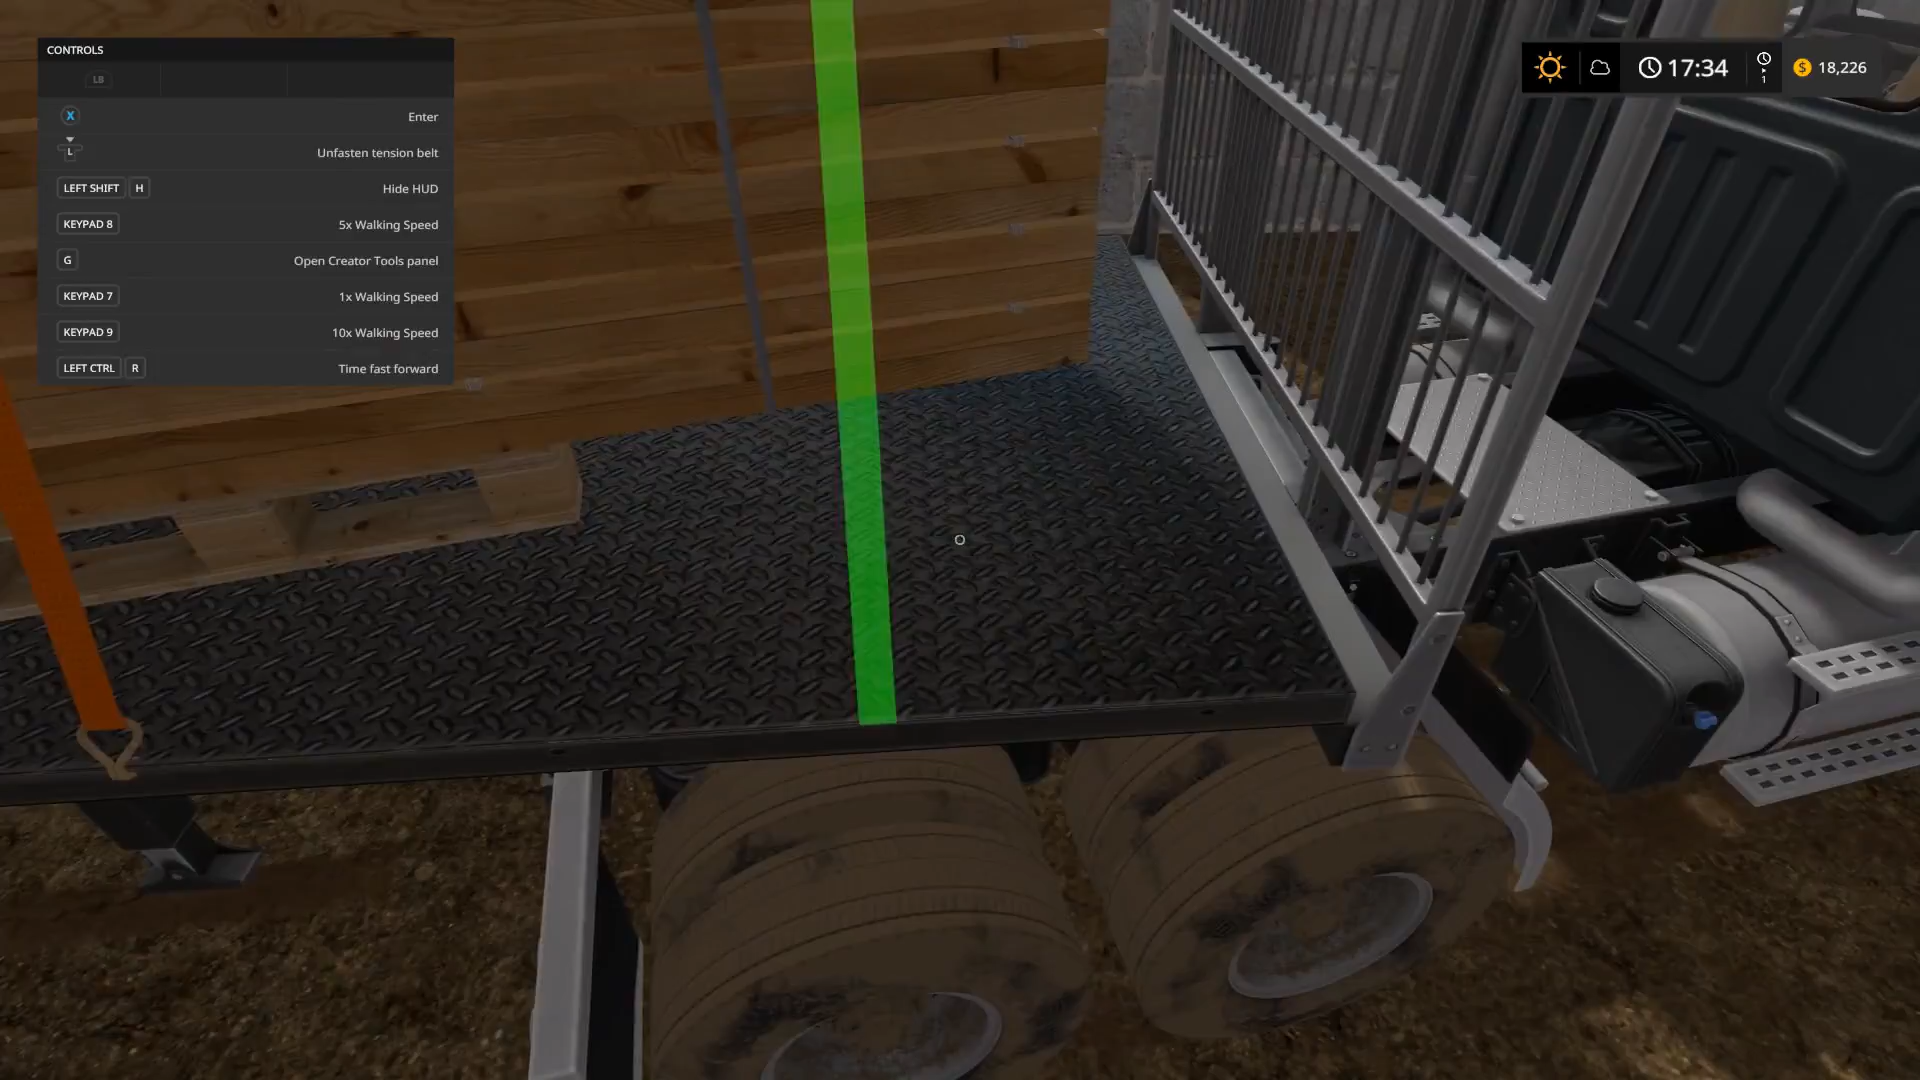 CONTROLS
LB
X Enter
L Unfasten tension belt
LEFT SHIFT H Hide HUD
KEYPAD 8 5x Walking Speed
G Open Creator Tools panel
KEYPAD 7 1x Walking Speed
KEYPAD 9 10x Walking Speed
LEFT CTRL R Time fast forward
17:34
1
$ 18,226